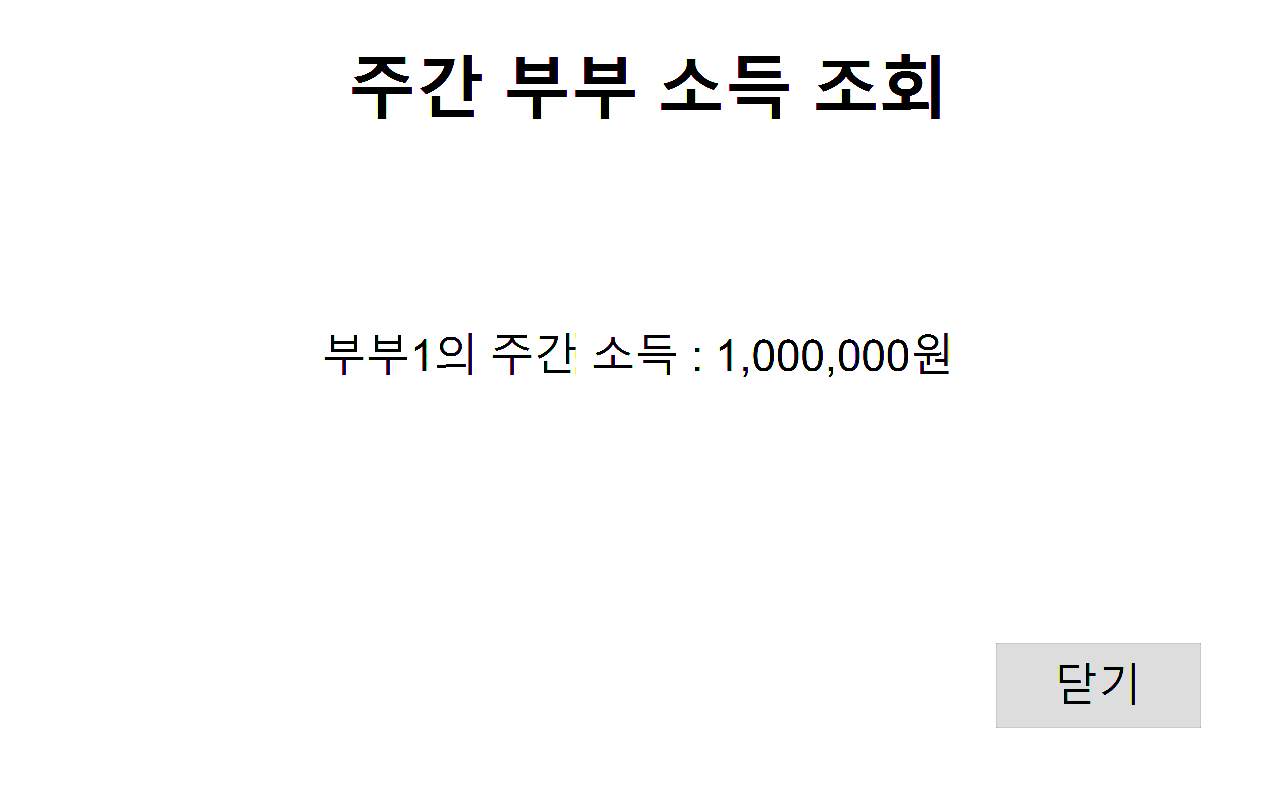 주간 부부 소득 조회
부부1의 주간 소득 : 1,000,000원
닫기